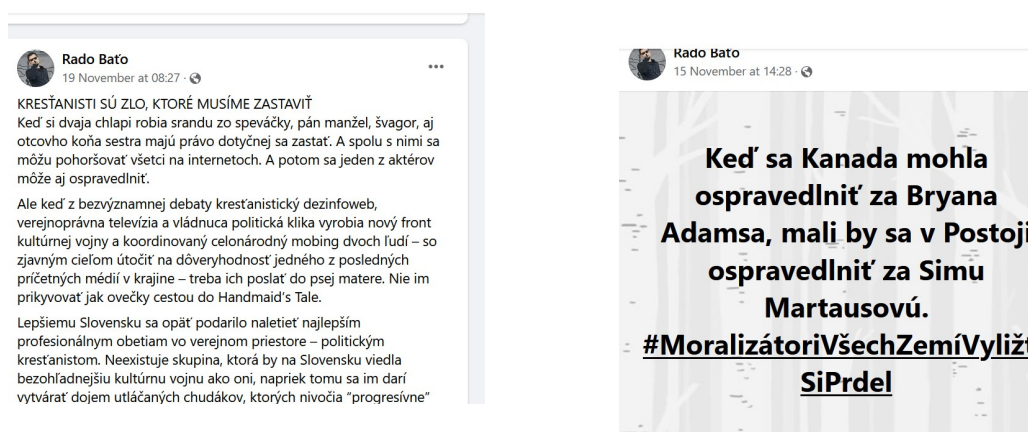 Rado Baťo
19 November at 08:27 ·
KRESŤANISTI SÚ ZLO, KTORÉ MUSÍME ZASTAVIŤ
Keď si dvaja chlapi robia srandu zo speváčky, pán manžel, švagor, aj
otcovho koňa sestra majú právo dotyčnej sa zastať. A spolu s nimi sa
môžu pohoršovať všetci na internetoch. A potom sa jeden z aktérov
môže aj ospravedlniť.
Ale keď z bezvýznamnej debaty kresťanistický dezinfoweb,
verejnoprávna televízia a vládnuca politická klika vyrobia nový front
kultúrnej vojny a koordinovaný celonárodný mobing dvoch ľudí – so
zjavným cieľom útočiť na dôveryhodnosť jedného z posledných
príčetných médií v krajine – treba ich poslať do psej matere. Nie im
prikyvovať jak ovečky cestou do Handmaid's Tale.
Lepšiemu Slovensku sa opäť podarilo naletieť najlepším
profesionálnym obetiam vo verejnom priestore – politickým
kresťanistom. Neexistuje skupina, ktorá by na Slovensku viedla
bezohľadnejšiu kultúrnu vojnu ako oni, napriek tomu sa im darí
vytvárať dojem utláčaných chudákov, ktorých nivočia "progresívne"
Rado Baťo
15 November at 14:28 ·
Keď sa Kanada mohla
ospravedlniť za Bryana
Adamsa, mali by sa v Postoji
ospravedlniť za Simu
Martausovú.
#MoralizátoriVšechZemíVyližt
SiPrdel